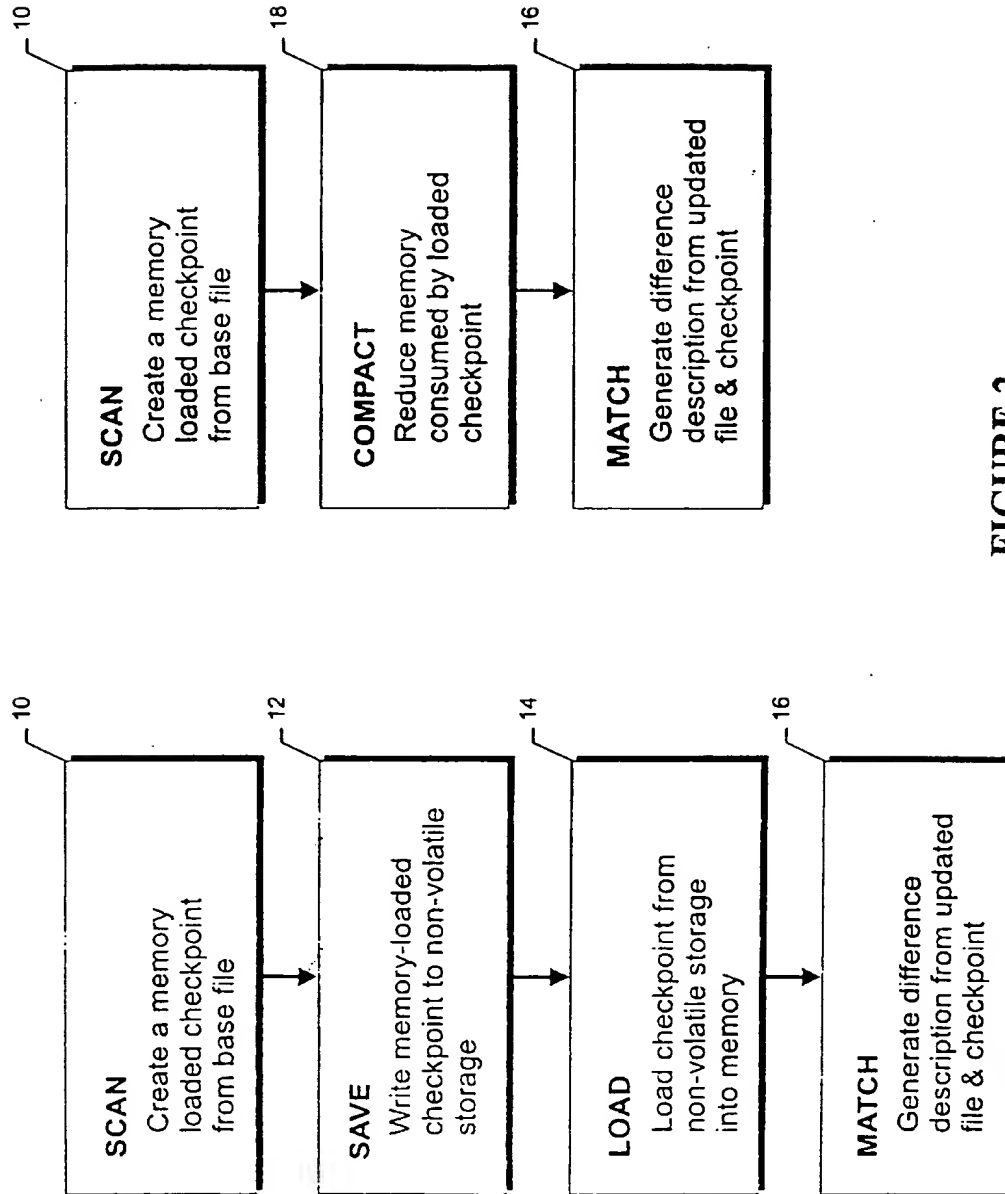 10
SCAN
Create a memory
loaded checkpoint
from base file
12
SAVE
Write memory-loaded
checkpoint to non-volatile
storage
14
LOAD
Load checkpoint from
non-volatile storage
into memory
16
MATCH
Generate difference
description from updated
file & checkpoint
10
SCAN
Create a memory
loaded checkpoint
from base file
18
COMPACT
Reduce memory
consumed by loaded
checkpoint
16
MATCH
Generate difference
description from updated
file & checkpoint
FIGURE